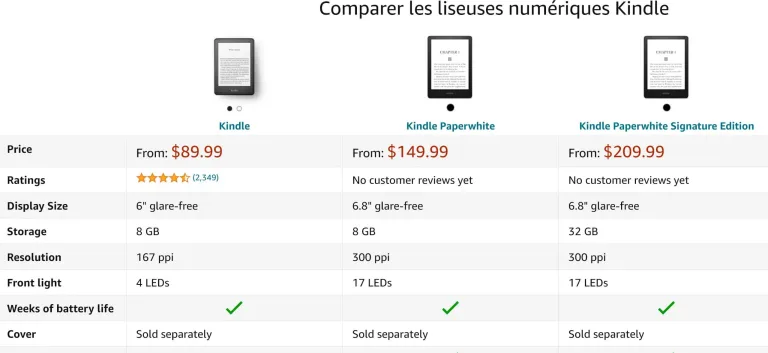 Comparer les liseuses numériques Kindle
Kindle Kindle Paperwhite Kindle Paperwhite Signature Edition
Price From: $89.99 From: $149.99 From: $209.99
Ratings (2,349) No customer reviews yet No customer reviews yet
Display Size 6" glare-free 6.8" glare-free 6.8" glare-free
Storage 8 GB 8 GB 32 GB
Resolution 167 ppi 300 ppi 300 ppi
Front light 4 LEDs 17 LEDs 17 LEDs
Weeks of battery life
Cover Sold separately Sold separately Sold separately